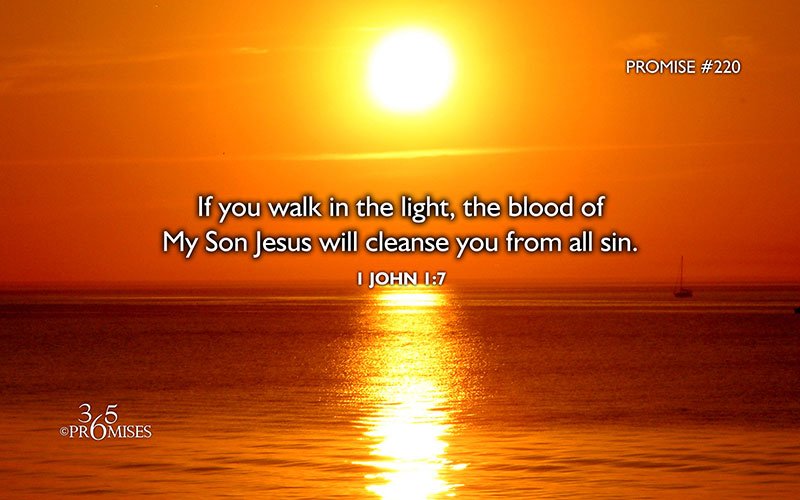 PROMISE #220
If you walk in the light, the blood of
My Son Jesus will cleanse you from all sin.
1 JOHN 1:7
365
©PROMISES